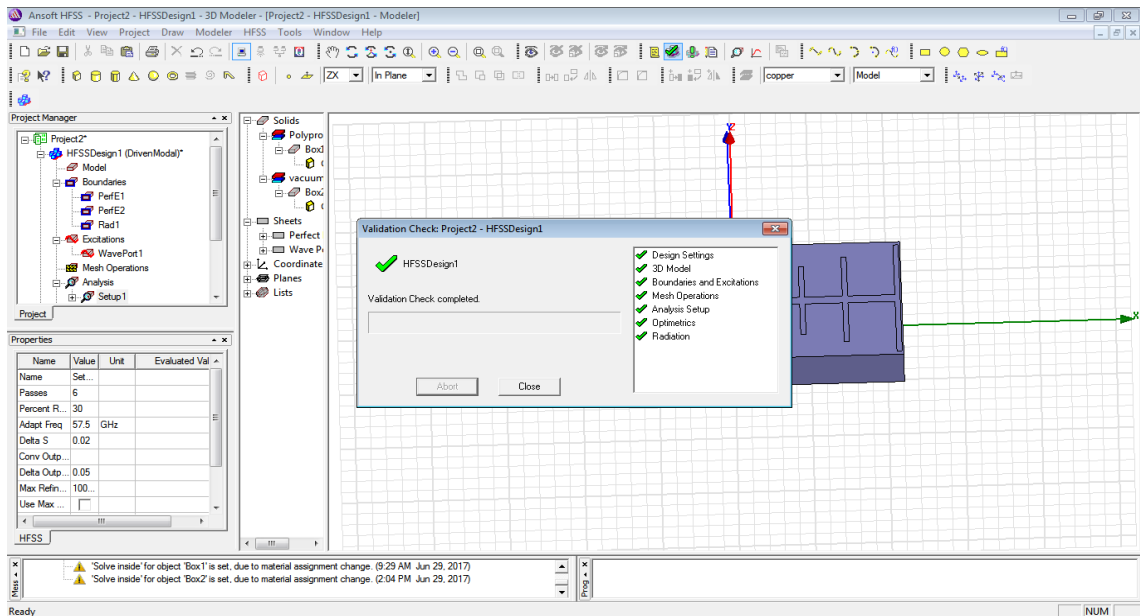 Ansoft HFSS - Project2 - HFSSDesign1 - 3D Modeler - [Project2 - HFSSDesign1 - Modeler]
File Edit View Project Draw Modeler HFSS Tools Window Help
ZX In Plane copper Model
Project Manager
Project2*
HFSSDesign1 (DrivenModal)*
Model
Boundaries
PerfE1
PerfE2
Rad1
Excitations
WavePort1
Mesh Operations
Analysis
Setup1
Project
Properties
Name Value Unit Evaluated Val
Name Set...
Passes 6
Percent R... 30
Adapt Freq 57.5 GHz
Delta S 0.02
Conv Outp...
Delta Outp... 0.05
Max Refin... 100...
Use Max ...
HFSS
Solids
Polypro
Box1
vacuum
Box2
Sheets
Perfect
Wave P
Coordinate
Planes
Lists
Z
X
Validation Check: Project2 - HFSSDesign1
HFSSDesign1
Validation Check completed.
Abort Close
Design Settings
3D Model
Boundaries and Excitations
Mesh Operations
Analysis Setup
Optimetrics
Radiation
Mess
'Solve inside' for object 'Box1' is set, due to material assignment change. (9:29 AM Jun 29, 2017)
'Solve inside' for object 'Box2' is set, due to material assignment change. (2:04 PM Jun 29, 2017)
Prog
Ready NUM